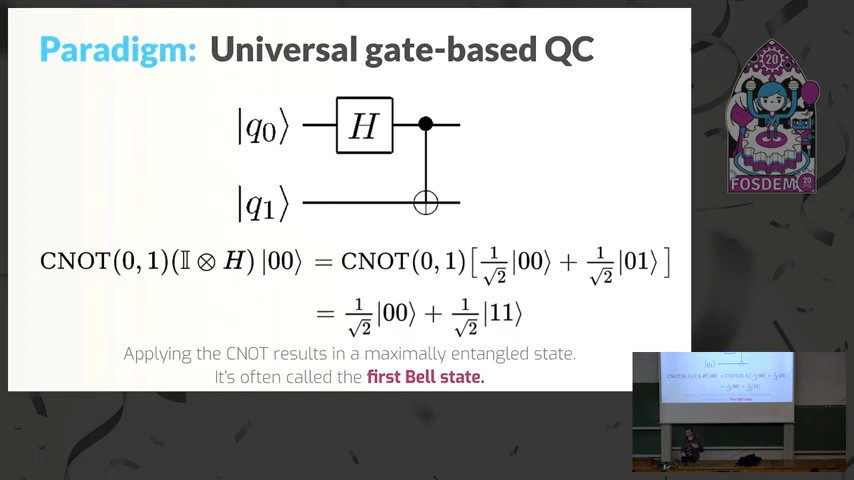 Paradigm: Universal gate-based QC
|q₀⟩ H
|q₁⟩
CNOT(0, 1)(𝕀 ⊗ H) |00⟩ = CNOT(0, 1)[1/√2|00⟩ + 1/√2|01⟩]
= 1/√2|00⟩ + 1/√2|11⟩
Applying the CNOT results in a maximally entangled state.
It's often called the first Bell state.
20
FOSDEM
20